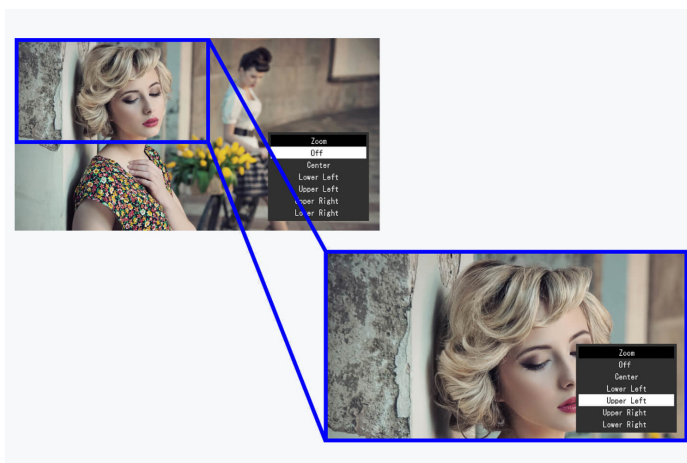 Zoom
Off
Center
Lower Left
Upper Left
Upper Right
Lower Right
Zoom
Off
Center
Lower Left
Upper Left
Upper Right
Lower Right